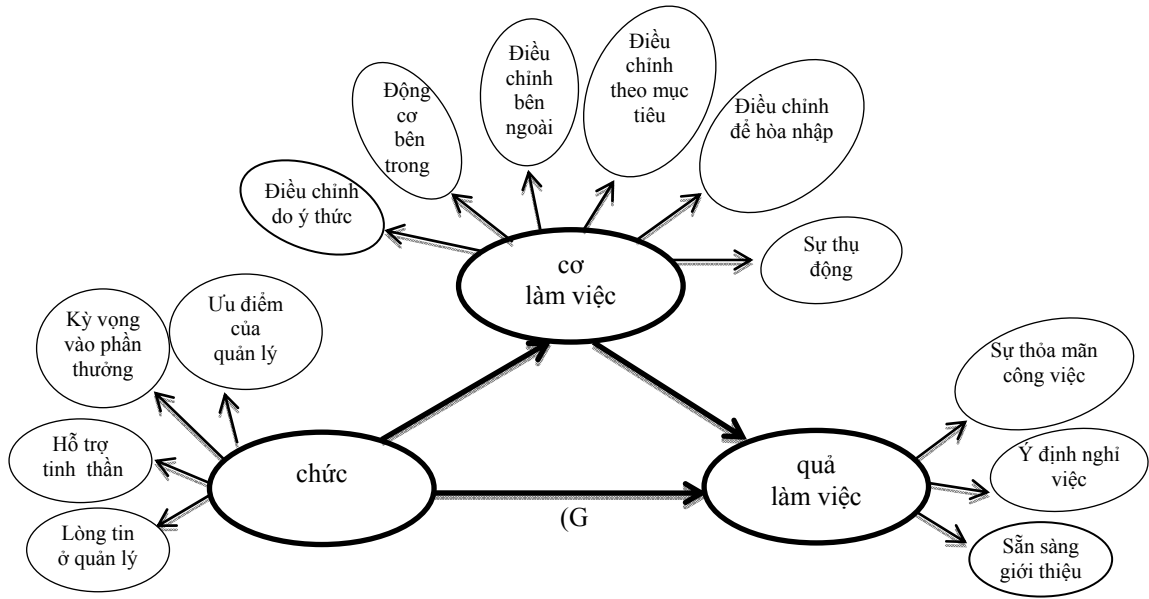 Điều
chỉnh
theo mục
tiêu
Điều
chỉnh
bên
ngoài
Động
cơ
bên
trong
Điều chỉnh
để hòa nhập
Điều chỉnh
do ý thức
Sự thụ
động
cơ
làm việc
Ưu điểm
của
quản lý
Kỳ vọng
vào phần
thưởng
Hỗ trợ
tinh thần
Lòng tin
ở quản lý
chức
(G
quả
làm việc
Sự thỏa mãn
công việc
Ý định nghỉ
việc
Sẵn sàng
giới thiệu